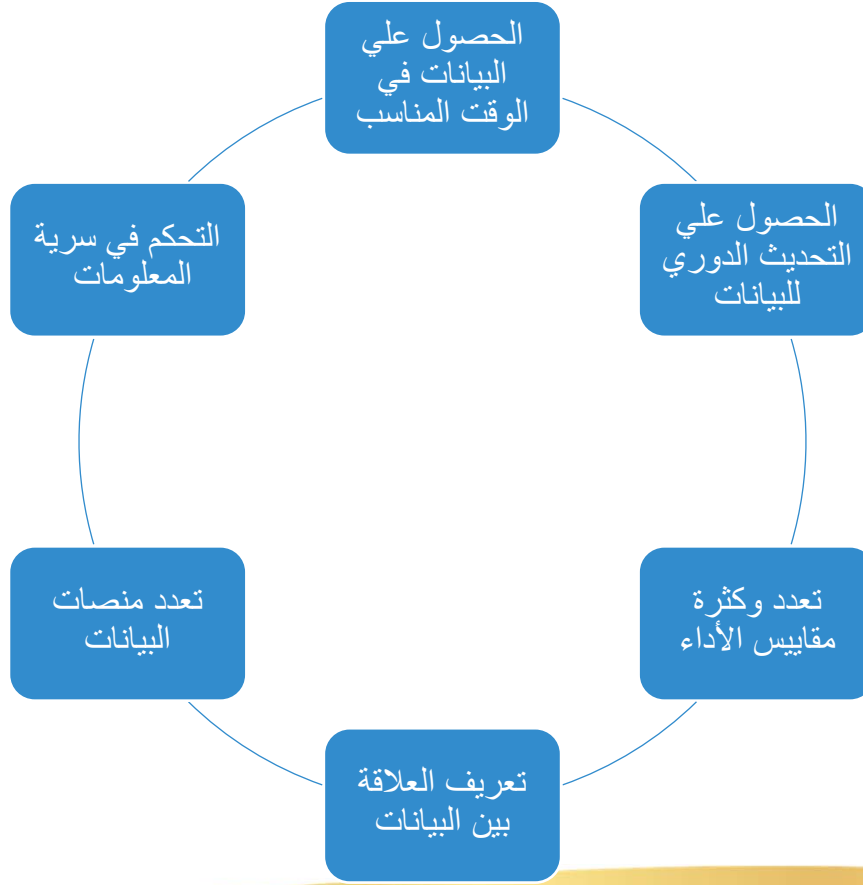 الحصول علي
البيانات في
الوقت المناسب
الحصول علي
التحديث الدوري
للبيانات
تعدد وكثرة
مقاييس الأداء
تعريف العلاقة
بين البيانات
تعدد منصات
البيانات
التحكم في سرية
المعلومات